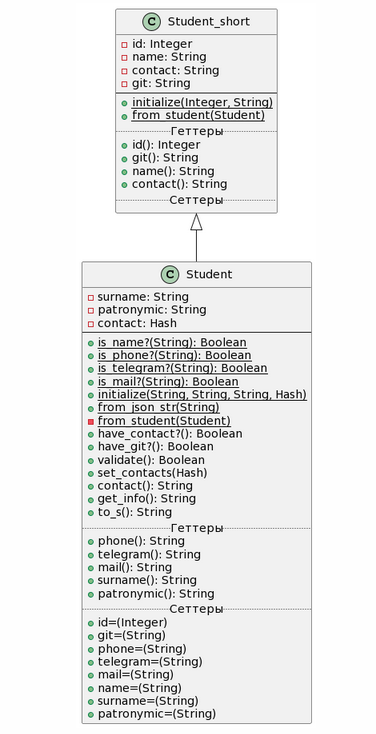 C Student_short
id: Integer
name: String
contact: String
git: String
initialize(Integer, String)
from_student(Student)
Геттеры
id(): Integer
git(): String
name(): String
contact(): String
Сеттеры
C Student
surname: String
patronymic: String
contact: Hash
is_name?(String): Boolean
is_phone?(String): Boolean
is_telegram?(String): Boolean
is_mail?(String): Boolean
initialize(String, String, String, Hash)
from_json_str(String)
from_student(Student)
have_contact?(): Boolean
have_git?(): Boolean
validate(): Boolean
set_contacts(Hash)
contact(): String
get_info(): String
to_s(): String
Геттеры
phone(): String
telegram(): String
mail(): String
surname(): String
patronymic(): String
Сеттеры
id=(Integer)
git=(String)
phone=(String)
telegram=(String)
mail=(String)
name=(String)
surname=(String)
patronymic=(String)